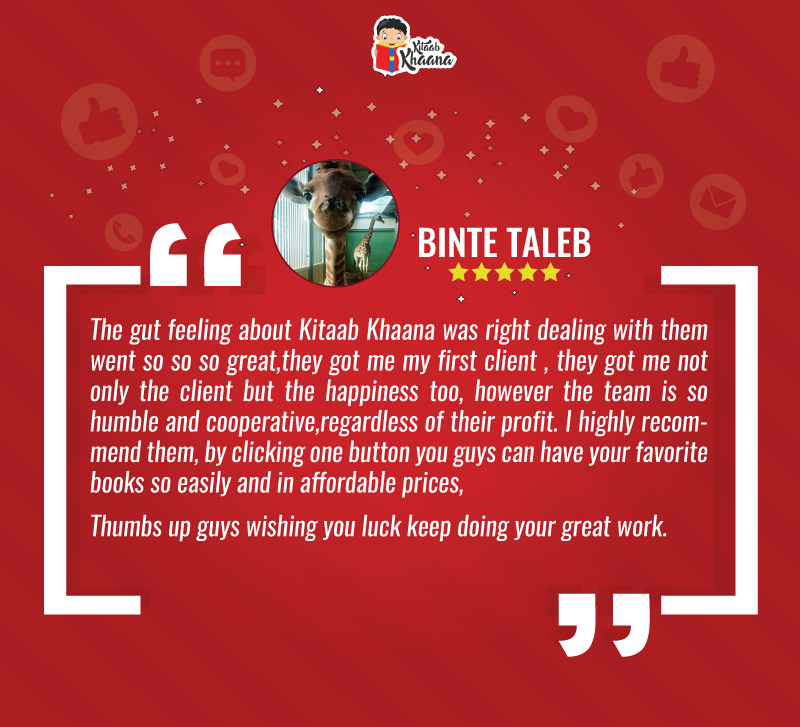 Kitaab
Khaana
BINTE TALEB
The gut feeling about Kitaab Khaana was right dealing with them
went so so so great,they got me my first client , they got me not
only the client but the happiness too, however the team is so
humble and cooperative,regardless of their profit. I highly recom-
mend them, by clicking one button you guys can have your favorite
books so easily and in affordable prices,
Thumbs up guys wishing you luck keep doing your great work.